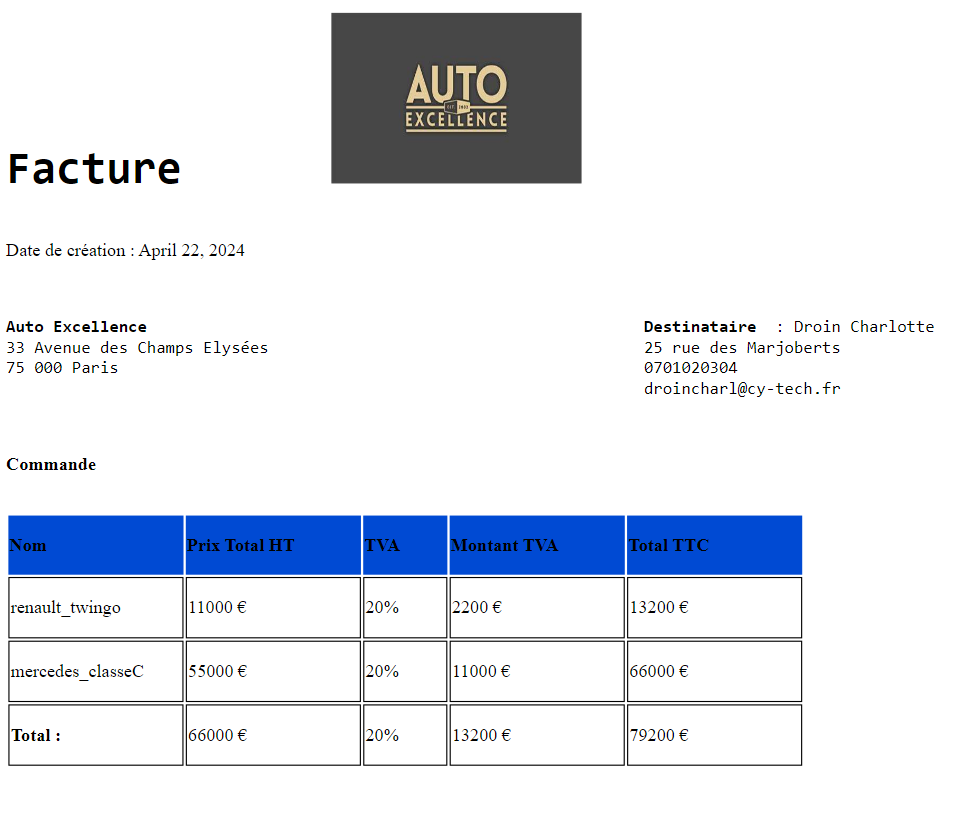 AUTO
EXCELLENCE
Facture
Date de création : April 22, 2024
Auto Excellence
33 Avenue des Champs Elysées
75 000 Paris
Destinataire : Droin Charlotte
25 rue des Marjoberts
0701020304
droincharl@cy-tech.fr
Commande
Nom Prix Total HT TVA Montant TVA Total TTC
renault_twingo 11000 € 20% 2200 € 13200 €
mercedes_classeC 55000 € 20% 11000 € 66000 €
Total : 66000 € 20% 13200 € 79200 €